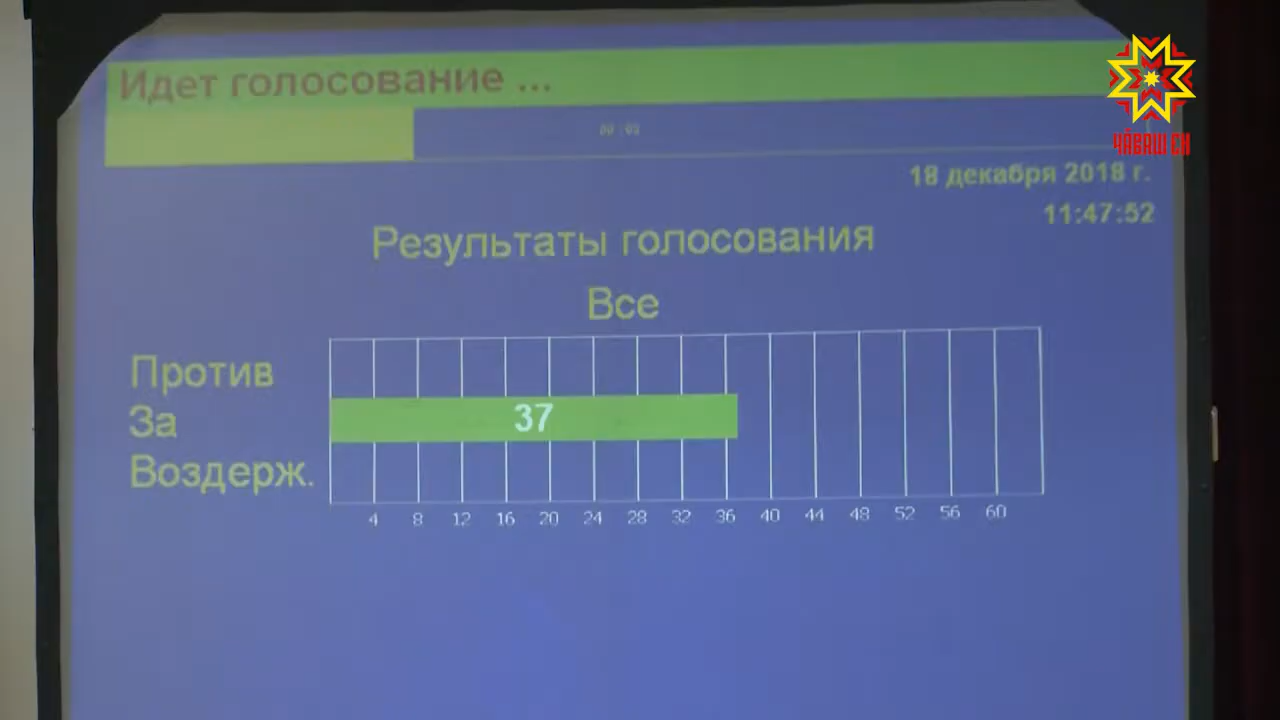 Идет голосование ...
ЧӐВАШ ЕН
18 декабря 2018 г.
11:47:52
Результаты голосования
Все
Против
За
37
Воздерж.
4 8 12 16 20 24 28 32 36 40 44 48 52 56 60